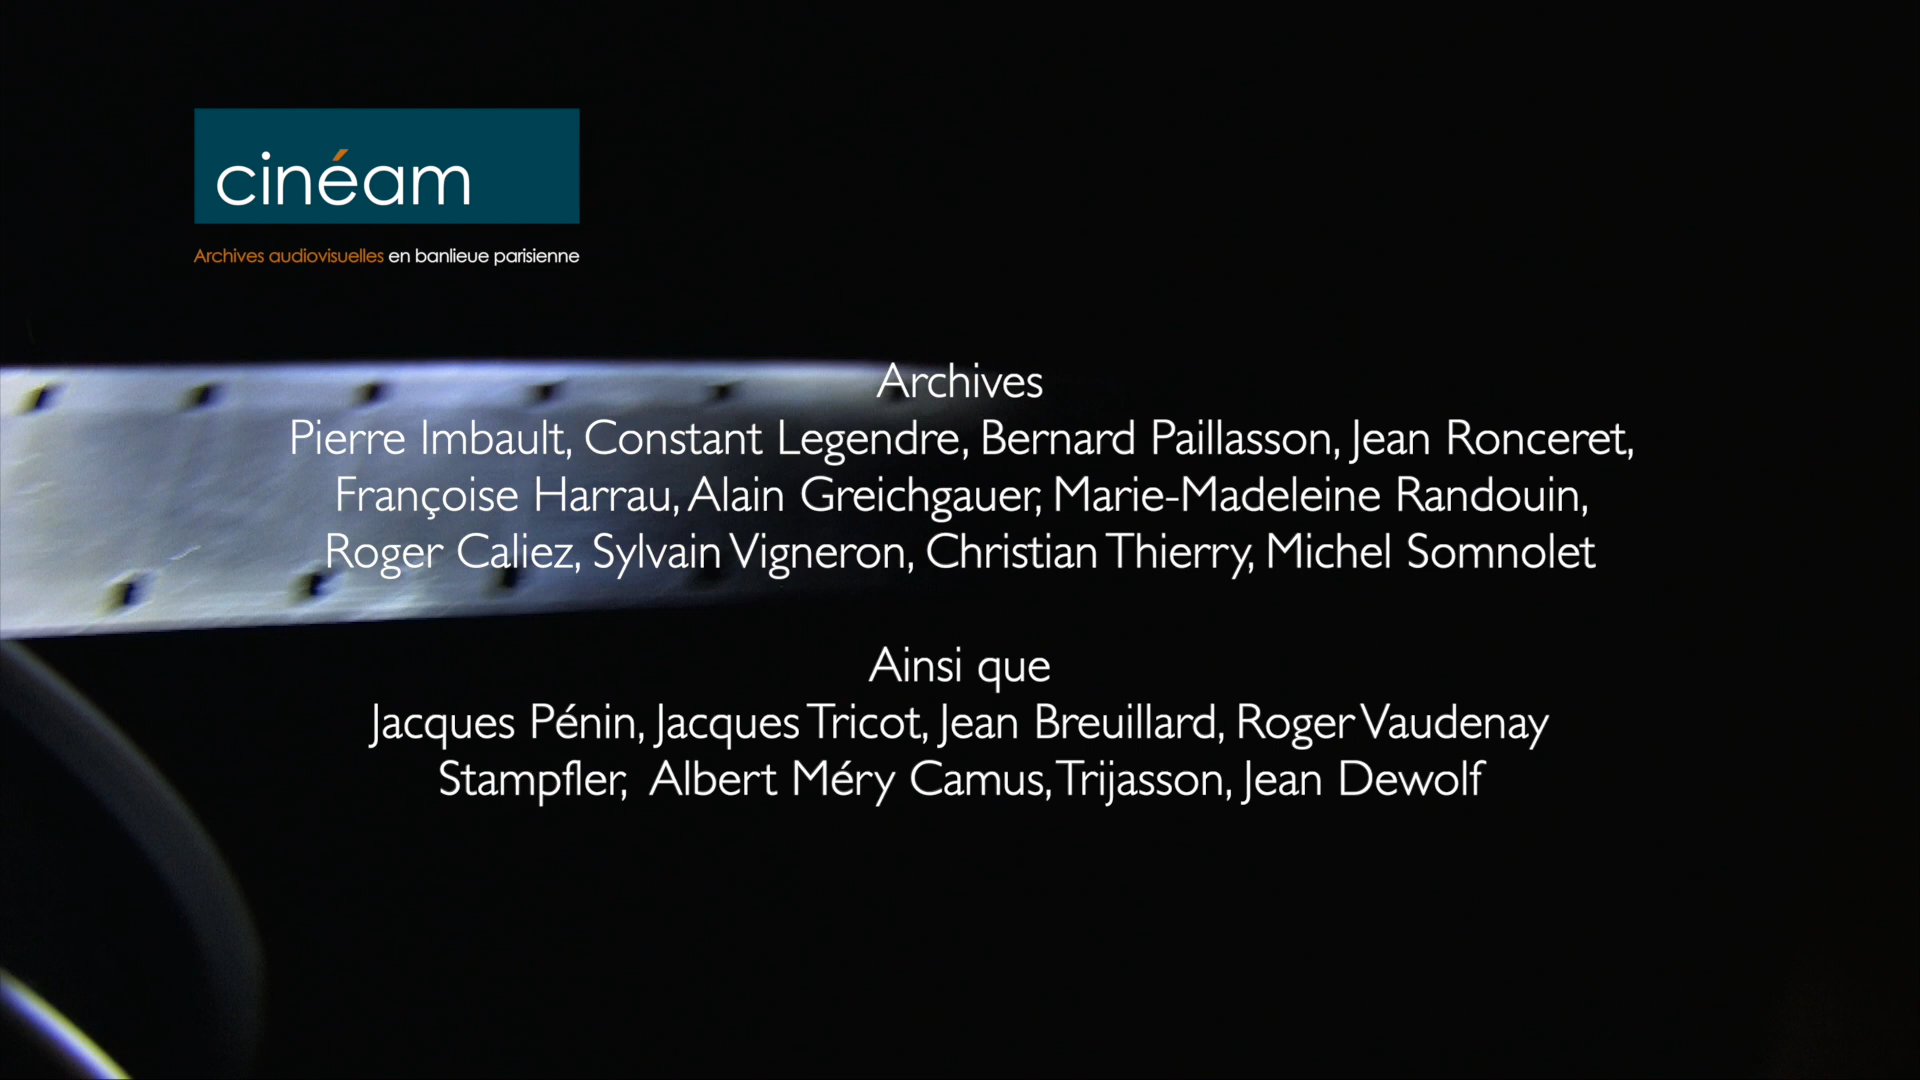 cinéam
Archives audiovisuelles en banlieue parisienne
Archives
Pierre Imbault, Constant Legendre, Bernard Paillasson, Jean Ronceret,
Françoise Harrau, Alain Greichgauer, Marie-Madeleine Randouin,
Roger Caliez, Sylvain Vigneron, Christian Thierry, Michel Somnolet
Ainsi que
Jacques Pénin, Jacques Tricot, Jean Breuillard, Roger Vaudenay
Stampfler, Albert Méry Camus, Trijasson, Jean Dewolf